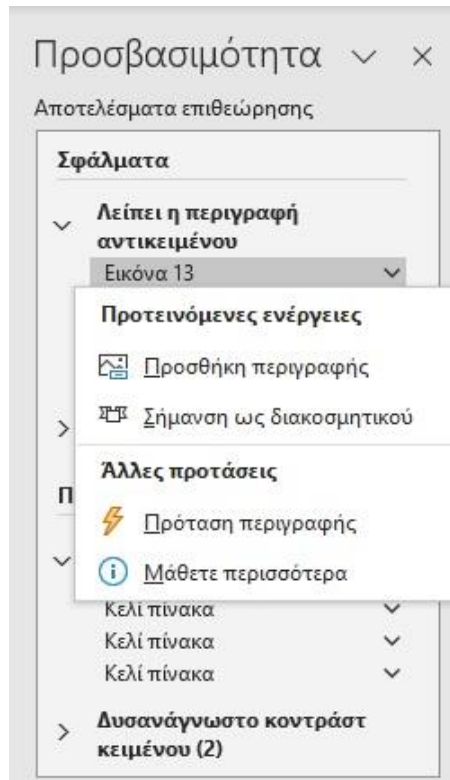 Προσβασιμότητα
Αποτελέσματα επιθεώρησης
Σφάλματα
Λείπει η περιγραφή
αντικειμένου
Εικόνα 13
Προτεινόμενες ενέργειες
Προσθήκη περιγραφής
Σήμανση ως διακοσμητικού
Άλλες προτάσεις
Π
Πρόταση περιγραφής
Μάθετε περισσότερα
Κελί πίνακα
Κελί πίνακα
Κελί πίνακα
Δυσανάγνωστο κοντράστ
κειμένου (2)